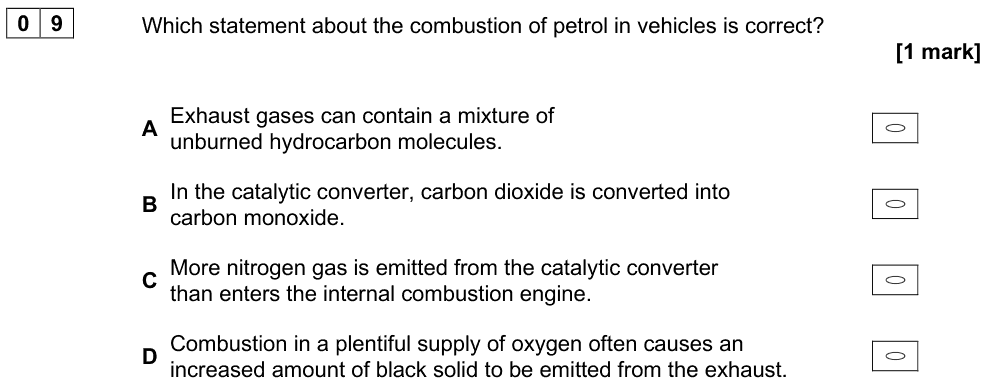 0 9 Which statement about the combustion of petrol in vehicles is correct?
[1 mark]
A Exhaust gases can contain a mixture of
unburned hydrocarbon molecules.
B In the catalytic converter, carbon dioxide is converted into
carbon monoxide.
C More nitrogen gas is emitted from the catalytic converter
than enters the internal combustion engine.
D Combustion in a plentiful supply of oxygen often causes an
increased amount of black solid to be emitted from the exhaust.